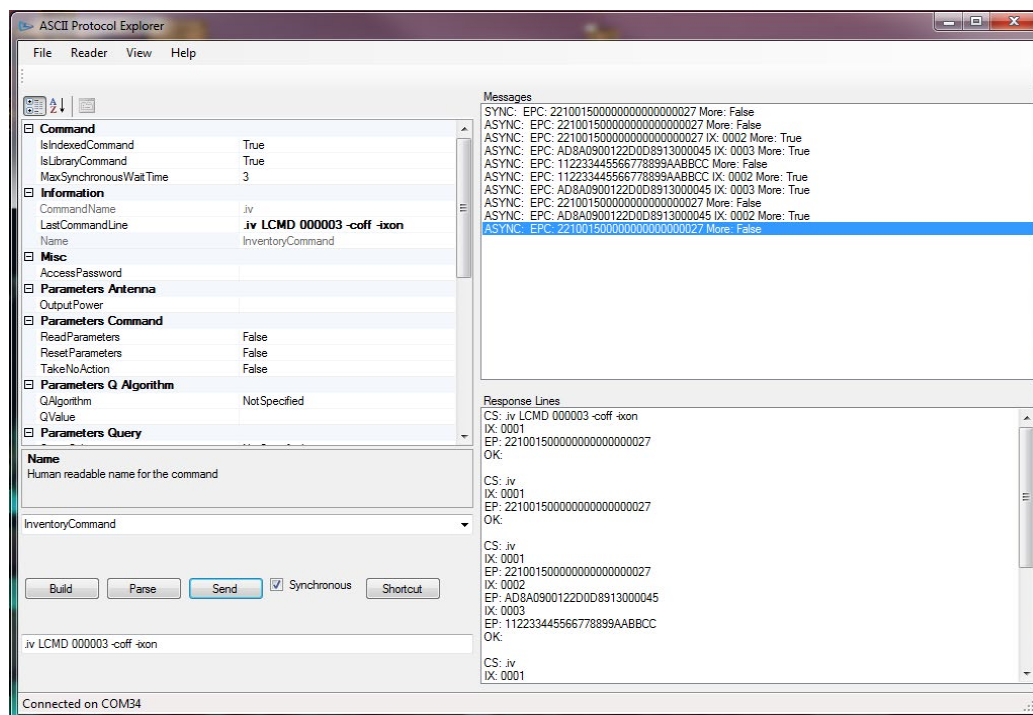 ASCII Protocol Explorer
File Reader View Help
Command
IsIndexedCommand True
IsLibraryCommand True
MaxSynchronousWaitTime 3
Information
CommandName .iv
LastCommandLine .iv LCMD 000003 -coff -ixon
Name InventoryCommand
Misc
AccessPassword
Parameters Antenna
OutputPower
Parameters Command
ReadParameters False
ResetParameters False
TakeNoAction False
Parameters Q Algorithm
QAlgorithm NotSpecified
QValue
Parameters Query
Name
Human readable name for the command
InventoryCommand
Build Parse Send Synchronous Shortcut
.iv LCMD 000003 -coff -ixon
Messages
SYNC: EPC: 221001500000000000000027 More: False
ASYNC: EPC: 221001500000000000000027 More: False
ASYNC: EPC: 221001500000000000000027 IX: 0002 More: True
ASYNC: EPC: AD8A0900122D0D8913000045 IX: 0003 More: True
ASYNC: EPC: 112233445566778899AABBCC More: False
ASYNC: EPC: 112233445566778899AABBCC IX: 0002 More: True
ASYNC: EPC: AD8A0900122D0D8913000045 IX: 0003 More: True
ASYNC: EPC: 221001500000000000000027 More: False
ASYNC: EPC: AD8A0900122D0D8913000045 IX: 0002 More: True
ASYNC: EPC: 221001500000000000000027 More: False
Response Lines
CS: .iv LCMD 000003 -coff -ixon
IX: 0001
EP: 221001500000000000000027
OK:
CS: .iv
IX: 0001
EP: 221001500000000000000027
OK:
CS: .iv
IX: 0001
EP: 221001500000000000000027
IX: 0002
EP: AD8A0900122D0D8913000045
IX: 0003
EP: 112233445566778899AABBCC
OK:
CS: .iv
IX: 0001
Connected on COM34